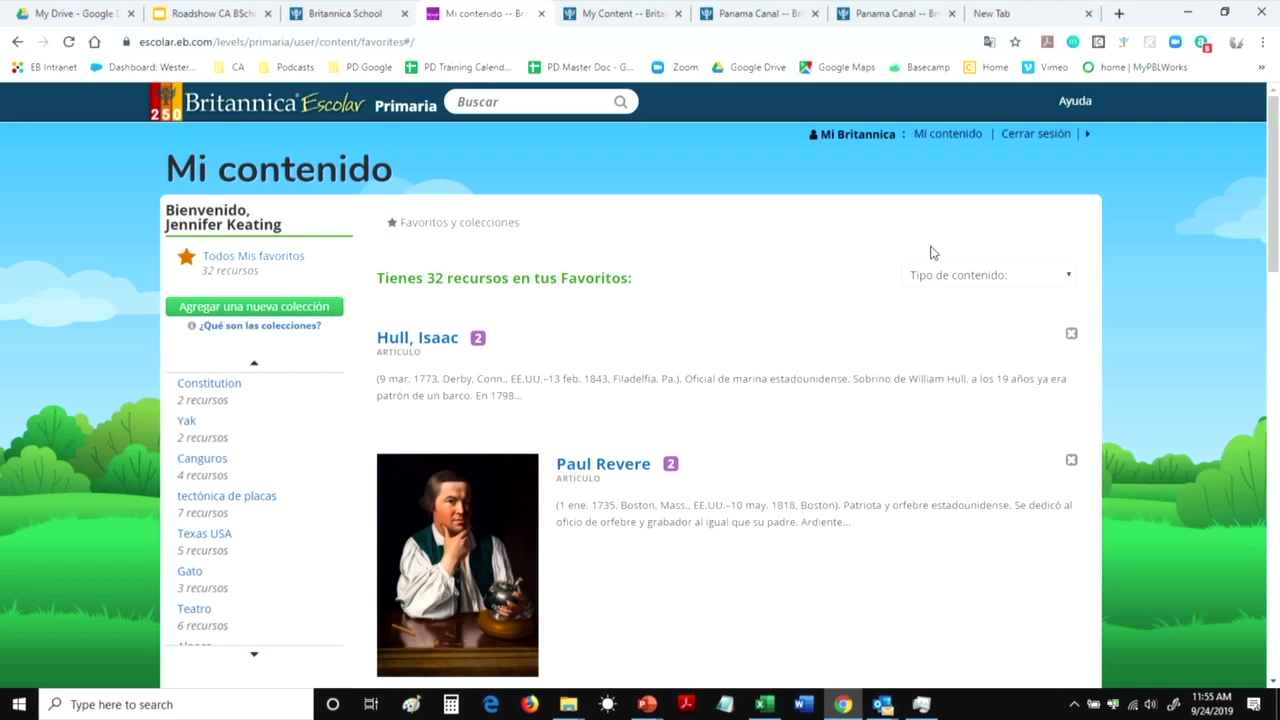 My Drive - Google D
Roadshow CA BSch
Britannica School
Mi contenido -- Bri
My Content -- Brita
Panama Canal -- Br
Panama Canal -- Br
New Tab
escolar.eb.com/levels/primaria/user/content/favorites#/
EB Intranet
Dashboard: Wester...
CA
Podcasts
PD Google
PD Training Calend...
PD Master Doc - G...
Zoom
Google Drive
Google Maps
Basecamp
Home
Vimeo
home | MyPBLWorks
»
250
Britannica® Escolar Primaria
Buscar
Ayuda
Mi Britannica : Mi contenido | Cerrar sesión |
Mi contenido
Bienvenido,
Jennifer Keating
Todos Mis favoritos
32 recursos
Agregar una nueva colección
¿Qué son las colecciones?
Constitution
2 recursos
Yak
2 recursos
Canguros
4 recursos
tectónica de placas
7 recursos
Texas USA
5 recursos
Gato
3 recursos
Teatro
6 recursos
Favoritos y colecciones
Tienes 32 recursos en tus Favoritos:
Tipo de contenido:
Hull, Isaac 2
ARTÍCULO
(9 mar. 1773, Derby, Conn., EE.UU.–13 feb. 1843, Filadelfia, Pa.). Oficial de marina estadounidense. Sobrino de William Hull, a los 19 años ya era
patrón de un barco. En 1798...
Paul Revere 2
ARTÍCULO
(1 ene. 1735, Boston, Mass., EE.UU.–10 may. 1818, Boston). Patriota y orfebre estadounidense. Se dedicó al
oficio de orfebre y grabador al igual que su padre. Ardiente...
Type here to search
11:55 AM
9/24/2019